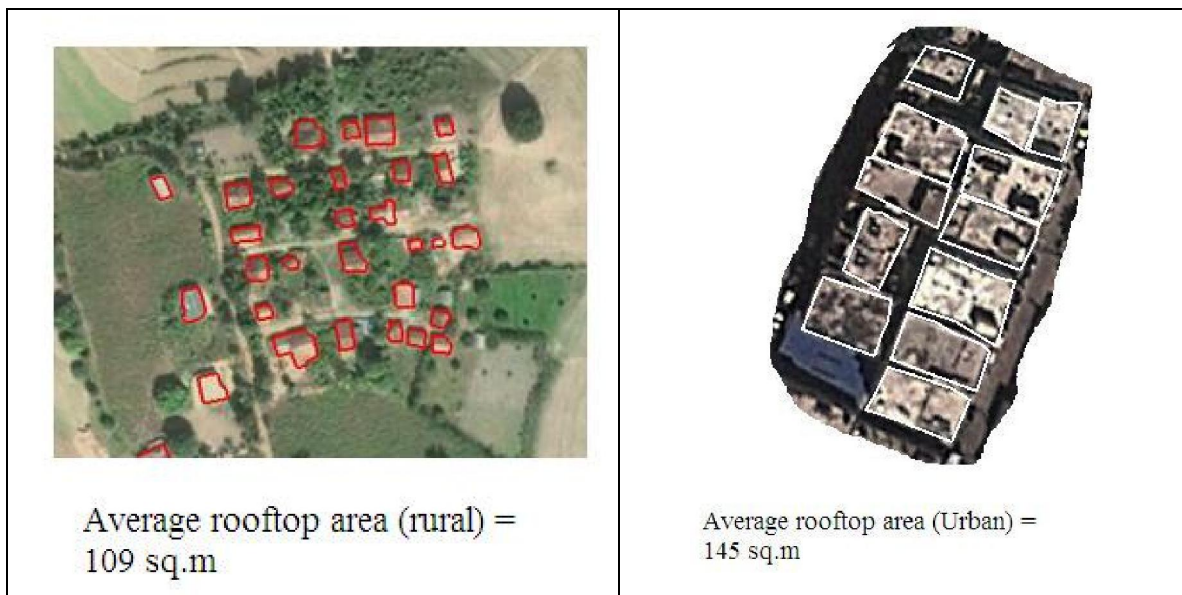 Average rooftop area (rural) =
109 sq.m
Average rooftop area (Urban) =
145 sq.m